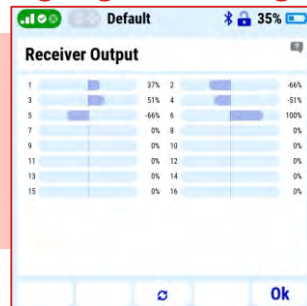 Default 35%
Receiver Output
1 37% 2 -66%
3 51% 4 -51%
5 -66% 6 100%
7 0% 8 0%
9 0% 10 0%
11 0% 12 0%
13 0% 14 0%
15 0% 16 0%
Ok